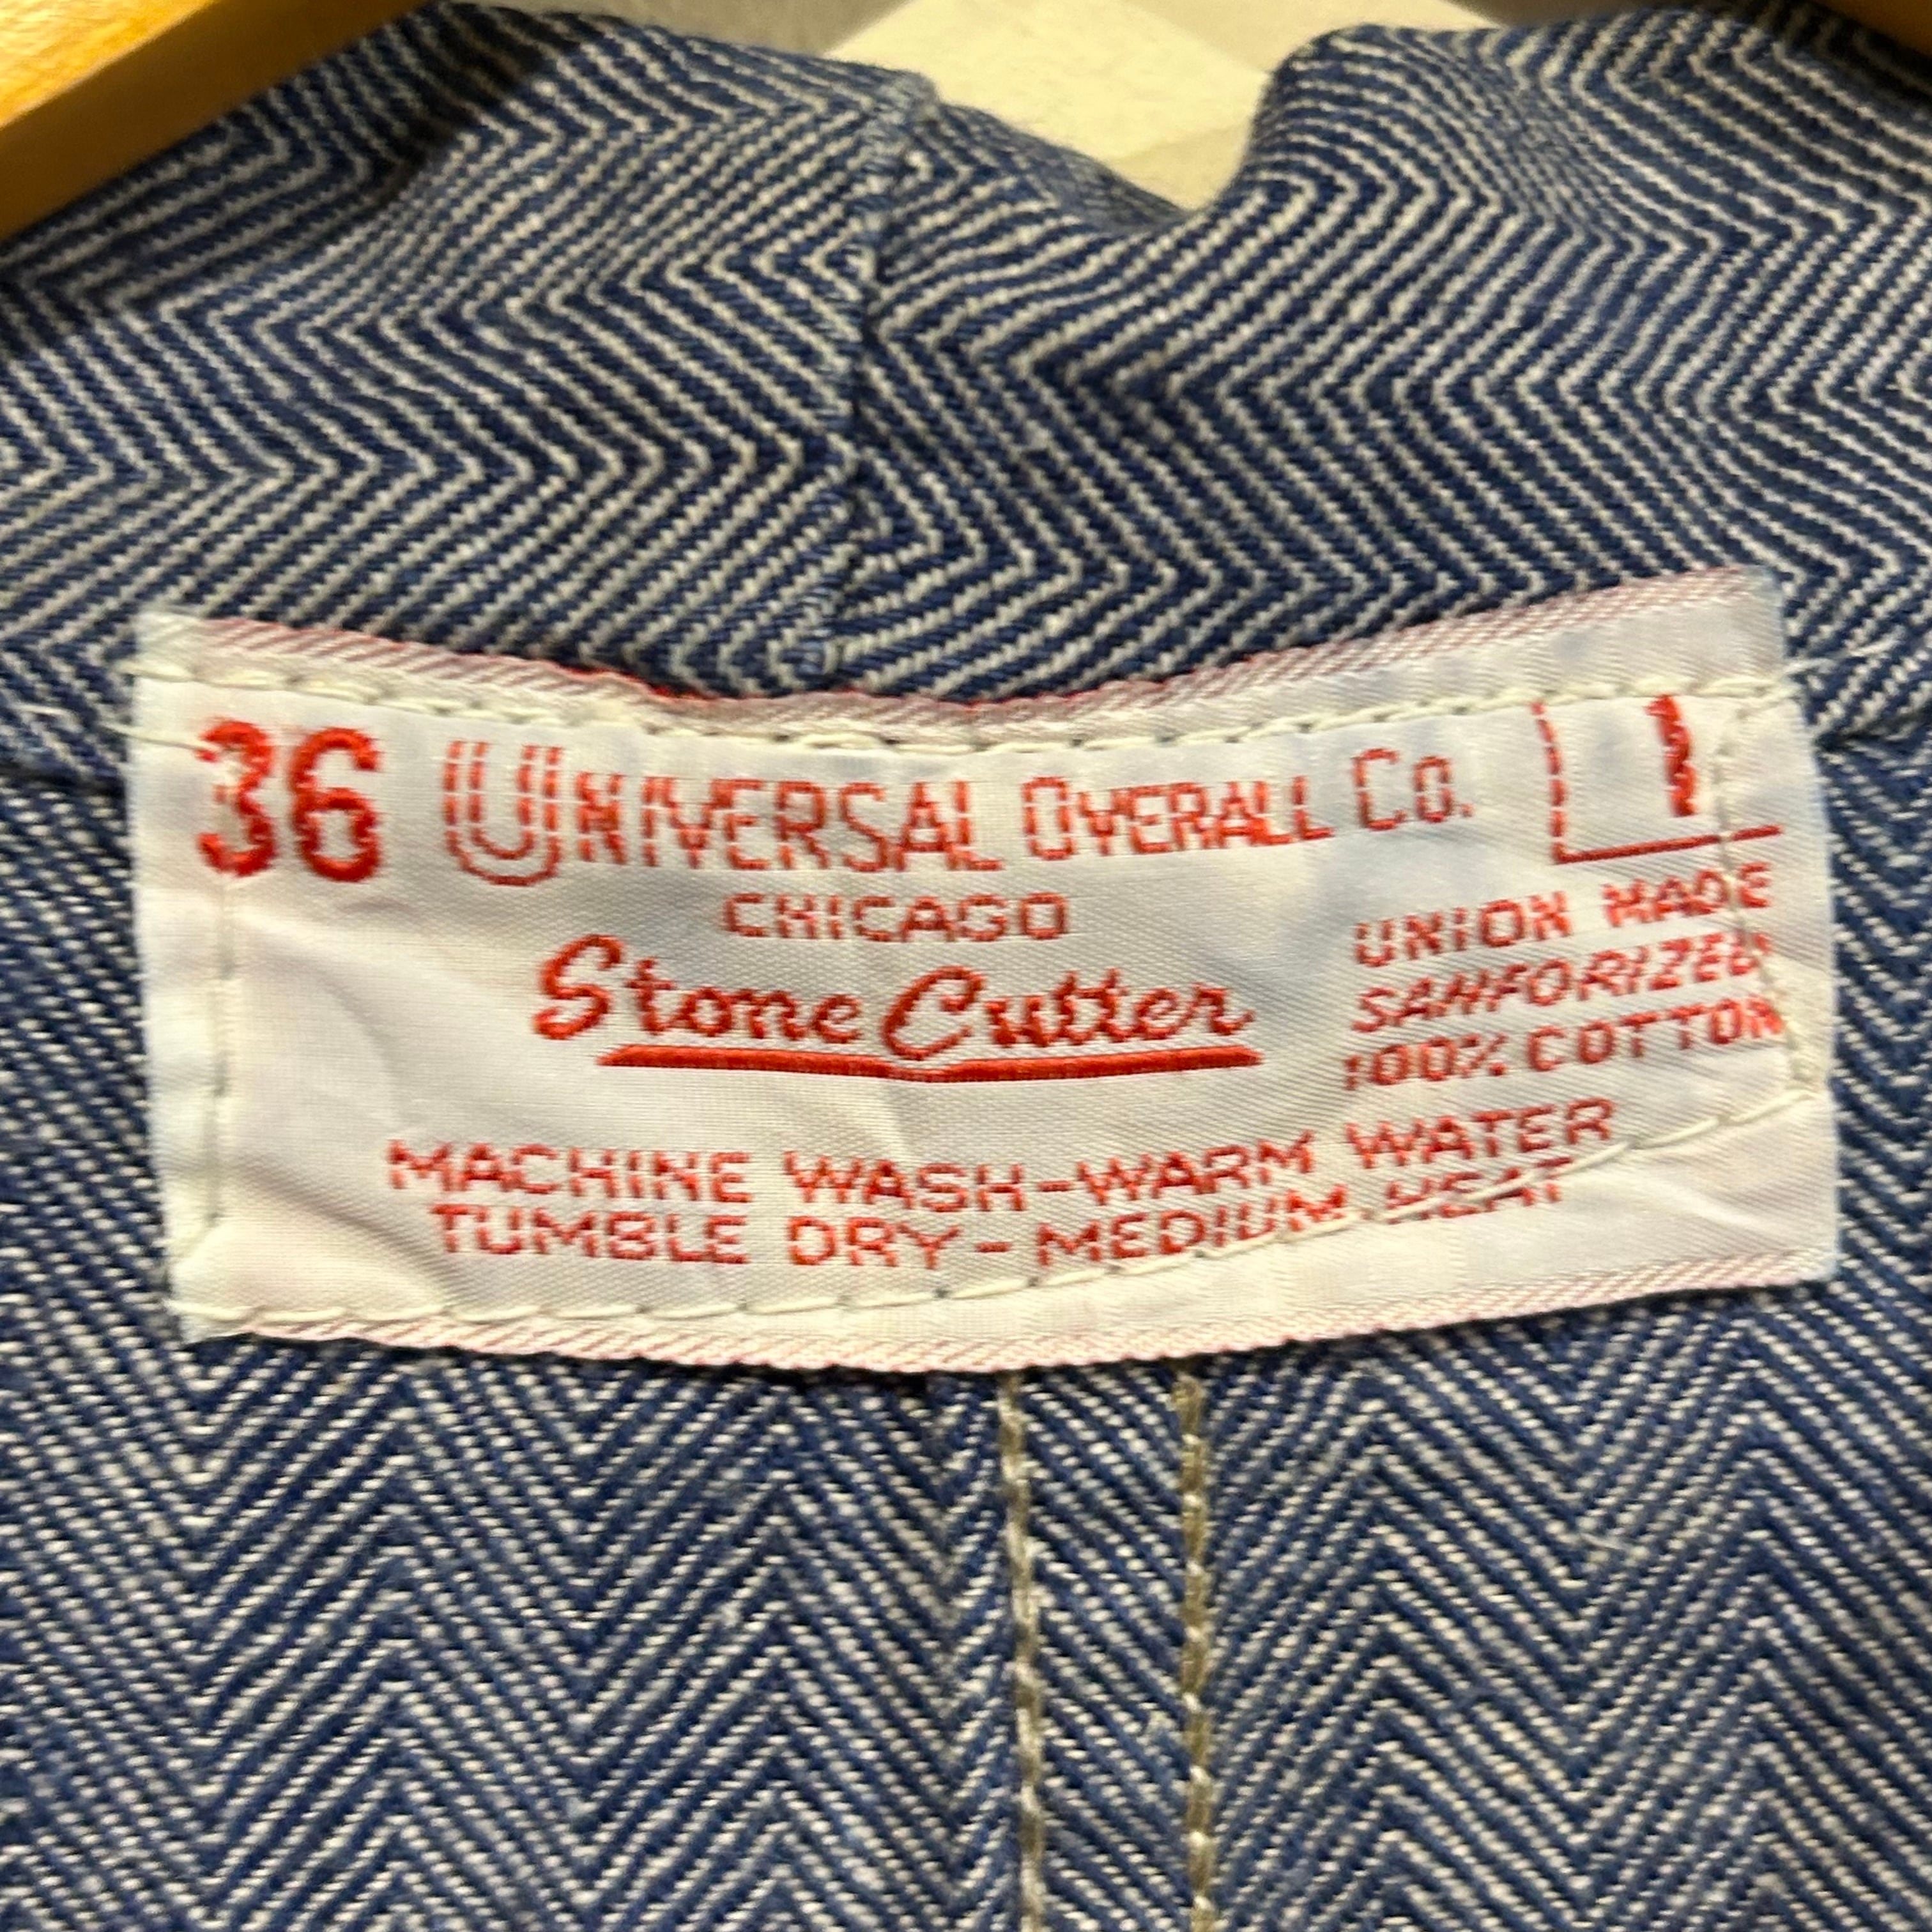 36 UNIVERSAL OVERALL CO. 1
CHICAGO
Stone Cutter
UNION MADE
SANFORIZED
100% COTTON
MACHINE WASH-WARM WATER
TUMBLE DRY - MEDIUM HEAT